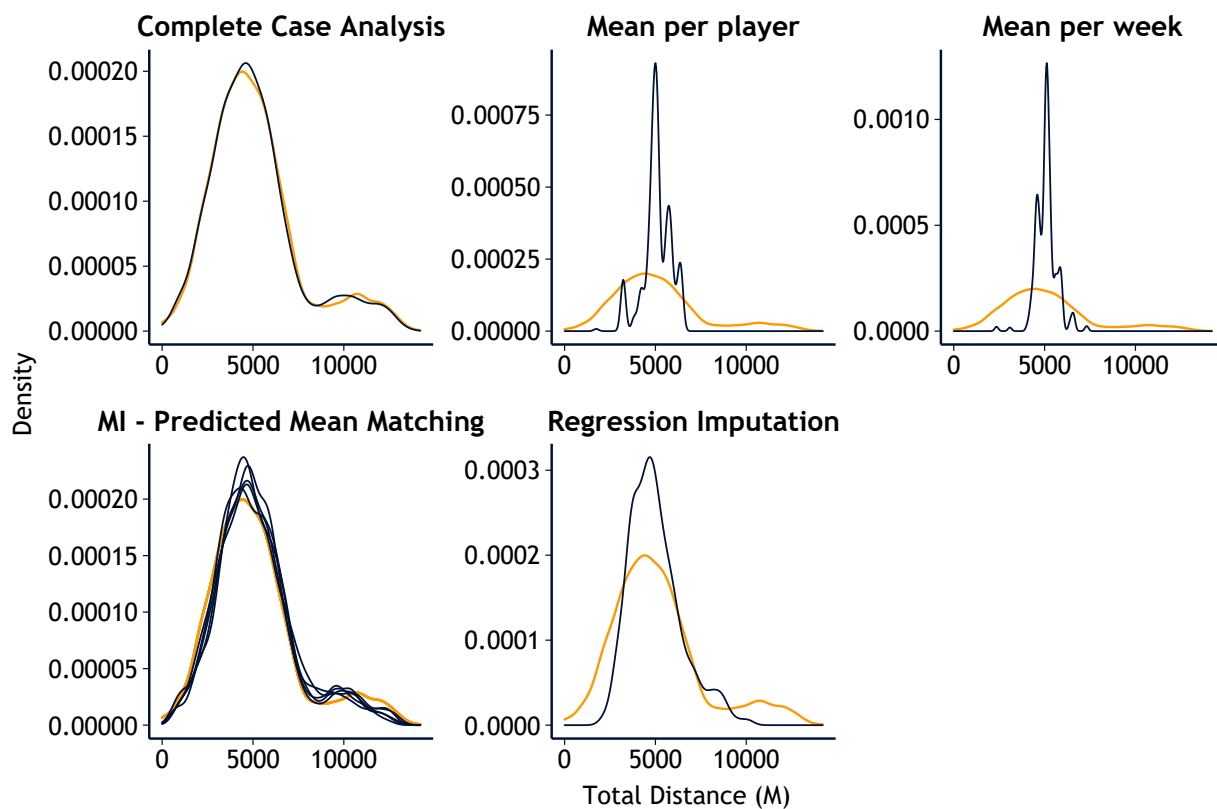 Complete Case Analysis
Mean per player
Mean per week
0.00020
0.00015
0.00010
0.00005
0.00000
0 5000 10000
0.00075
0.00050
0.00025
0.00000
0 5000 10000
0.0010
0.0005
0.0000
0 5000 10000
Density
MI - Predicted Mean Matching
Regression Imputation
0.00020
0.00015
0.00010
0.00005
0.00000
0 5000 10000
0.0003
0.0002
0.0001
0.0000
0 5000 10000
Total Distance (M)